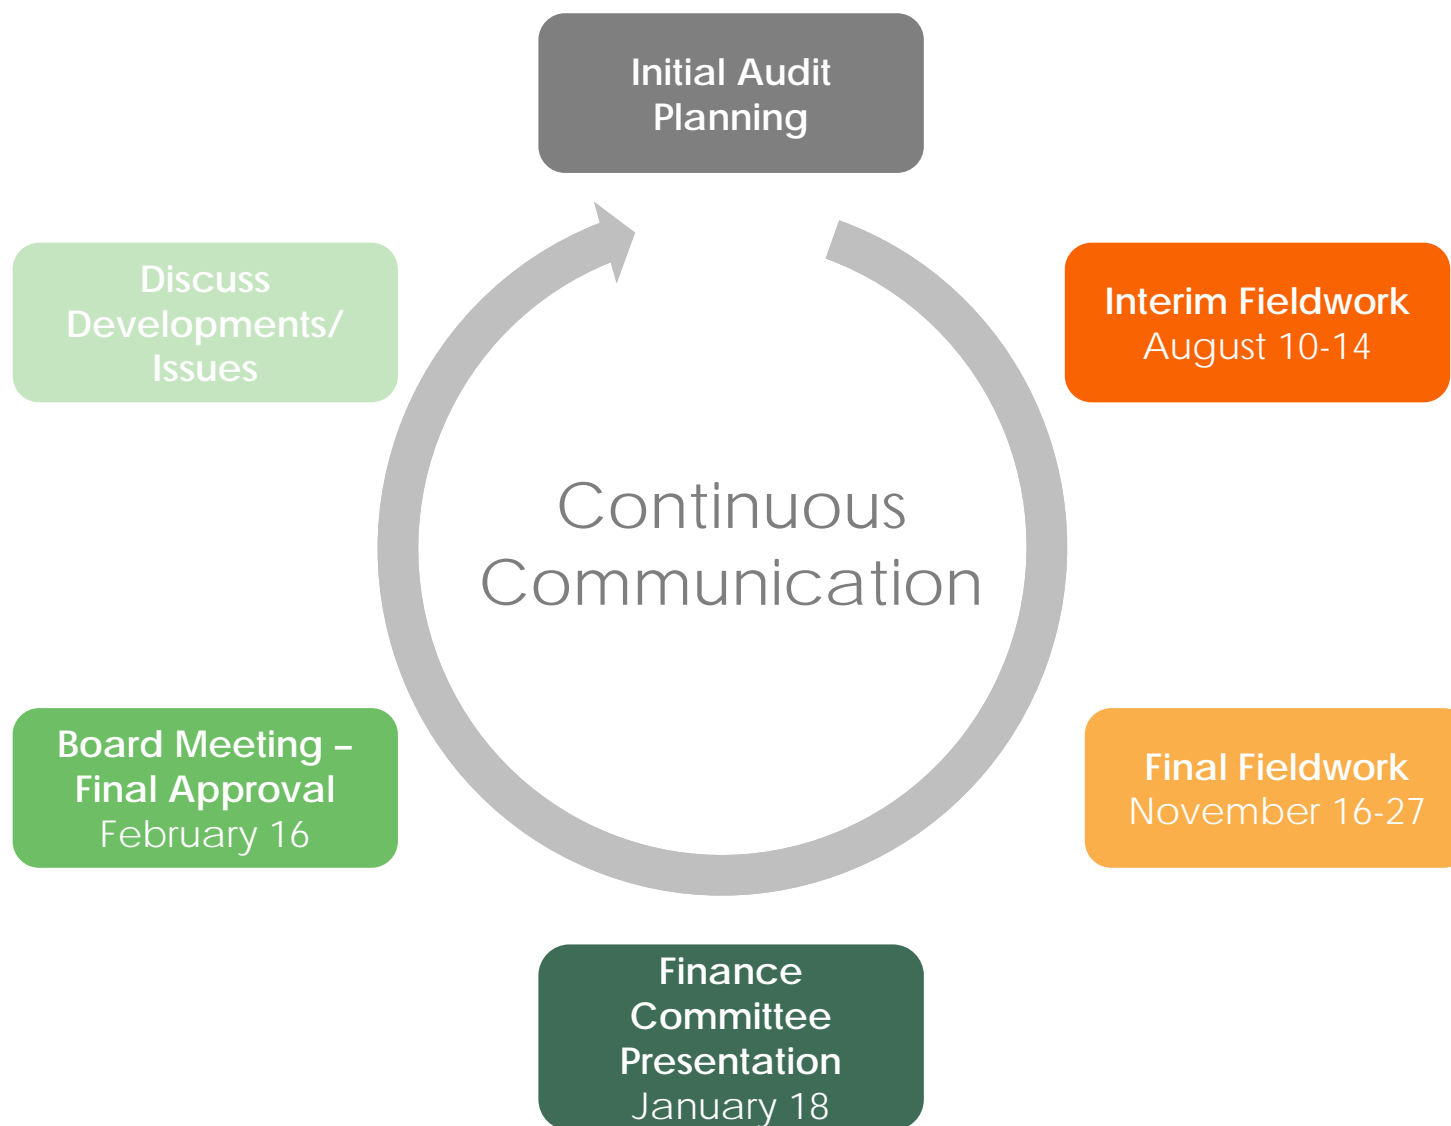 Initial Audit
Planning
Interim Fieldwork
August 10-14
Final Fieldwork
November 16-27
Finance
Committee
Presentation
January 18
Board Meeting –
Final Approval
February 16
Discuss
Developments/
Issues
Continuous
Communication